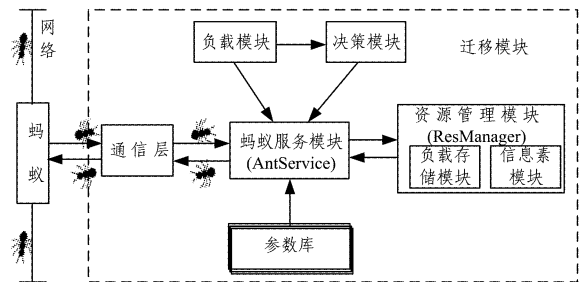 网
络
负载模块
决策模块
迁移模块
蚂
蚁
通信层
蚂蚁服务模块
(AntService)
资源管理模块
(ResManager)
负载存
储模块
信息素
模块
参数库